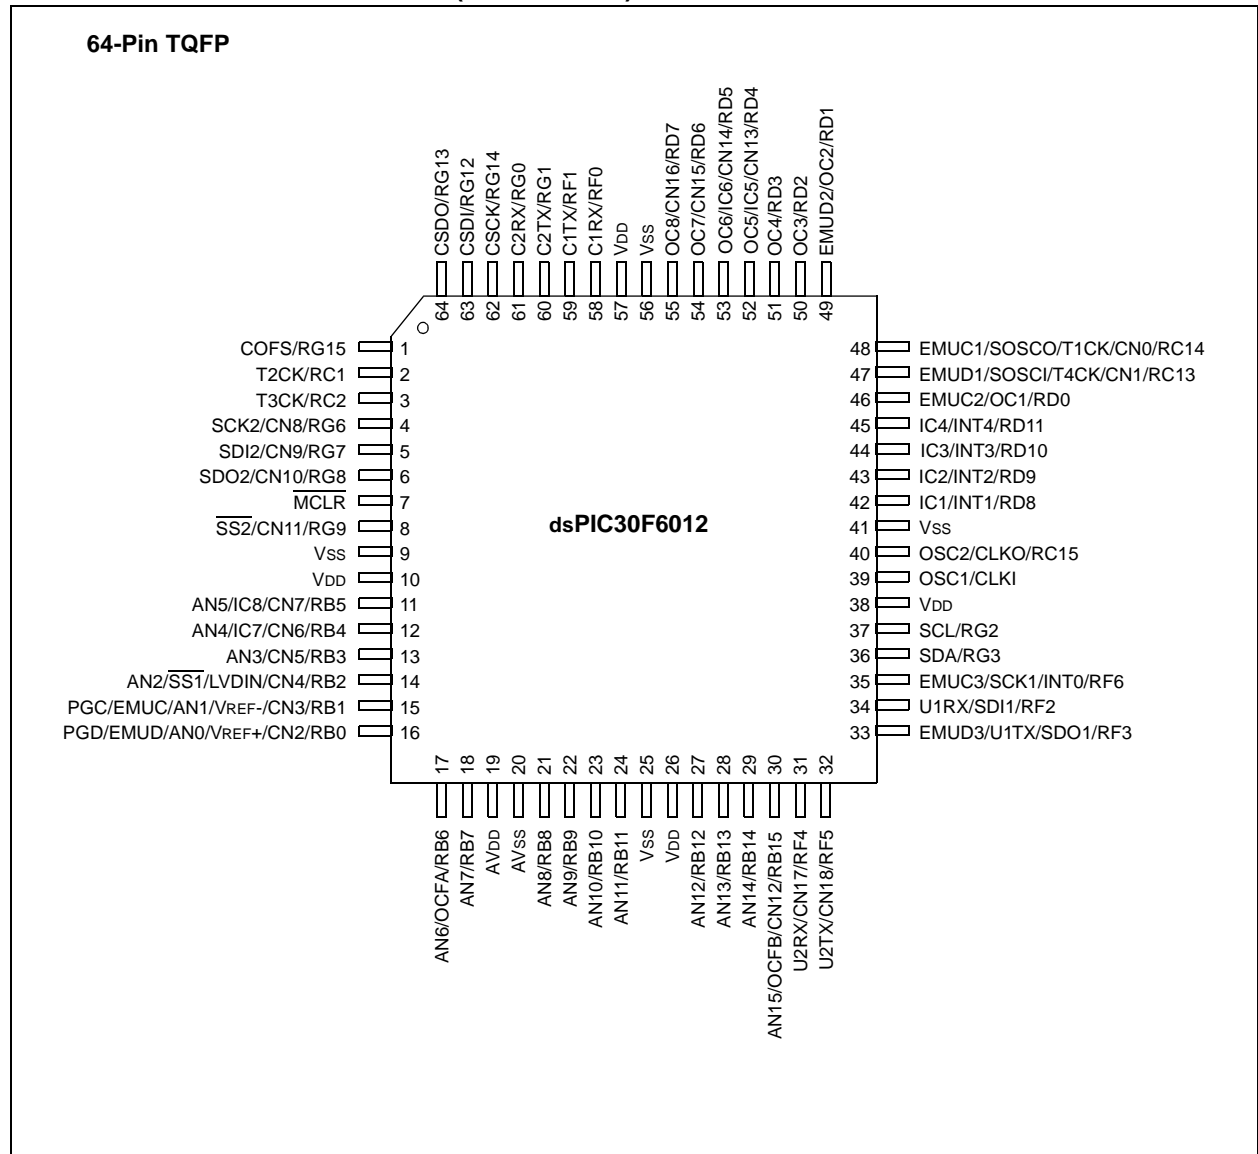 64-Pin TQFP
CSDO/RG13
CSDI/RG12
CSCK/RG14
C2RX/RG0
C2TX/RG1
C1TX/RF1
C1RX/RF0
VDD
VSS
OC8/CN16/RD7
OC7/CN15/RD6
OC6/IC6/CN14/RD5
OC5/IC5/CN13/RD4
OC4/RD3
OC3/RD2
EMUD2/OC2/RD1
64 63 62 61 60 59 58 57 56 55 54 53 52 51 50 49
COFS/RG15 1
T2CK/RC1 2
T3CK/RC2 3
SCK2/CN8/RG6 4
SDI2/CN9/RG7 5
SDO2/CN10/RG8 6
MCLR 7
SS2/CN11/RG9 8
VSS 9
VDD 10
AN5/IC8/CN7/RB5 11
AN4/IC7/CN6/RB4 12
AN3/CN5/RB3 13
AN2/SS1/LVDIN/CN4/RB2 14
PGC/EMUC/AN1/VREF-/CN3/RB1 15
PGD/EMUD/AN0/VREF+/CN2/RB0 16
dsPIC30F6012
48 EMUC1/SOSCO/T1CK/CN0/RC14
47 EMUD1/SOSCI/T4CK/CN1/RC13
46 EMUC2/OC1/RD0
45 IC4/INT4/RD11
44 IC3/INT3/RD10
43 IC2/INT2/RD9
42 IC1/INT1/RD8
41 VSS
40 OSC2/CLKO/RC15
39 OSC1/CLKI
38 VDD
37 SCL/RG2
36 SDA/RG3
35 EMUC3/SCK1/INT0/RF6
34 U1RX/SDI1/RF2
33 EMUD3/U1TX/SDO1/RF3
17 18 19 20 21 22 23 24 25 26 27 28 29 30 31 32
AN6/OCFA/RB6
AN7/RB7
AVDD
AVSS
AN8/RB8
AN9/RB9
AN10/RB10
AN11/RB11
VSS
VDD
AN12/RB12
AN13/RB13
AN14/RB14
AN15/OCFB/CN12/RB15
U2RX/CN17/RF4
U2TX/CN18/RF5